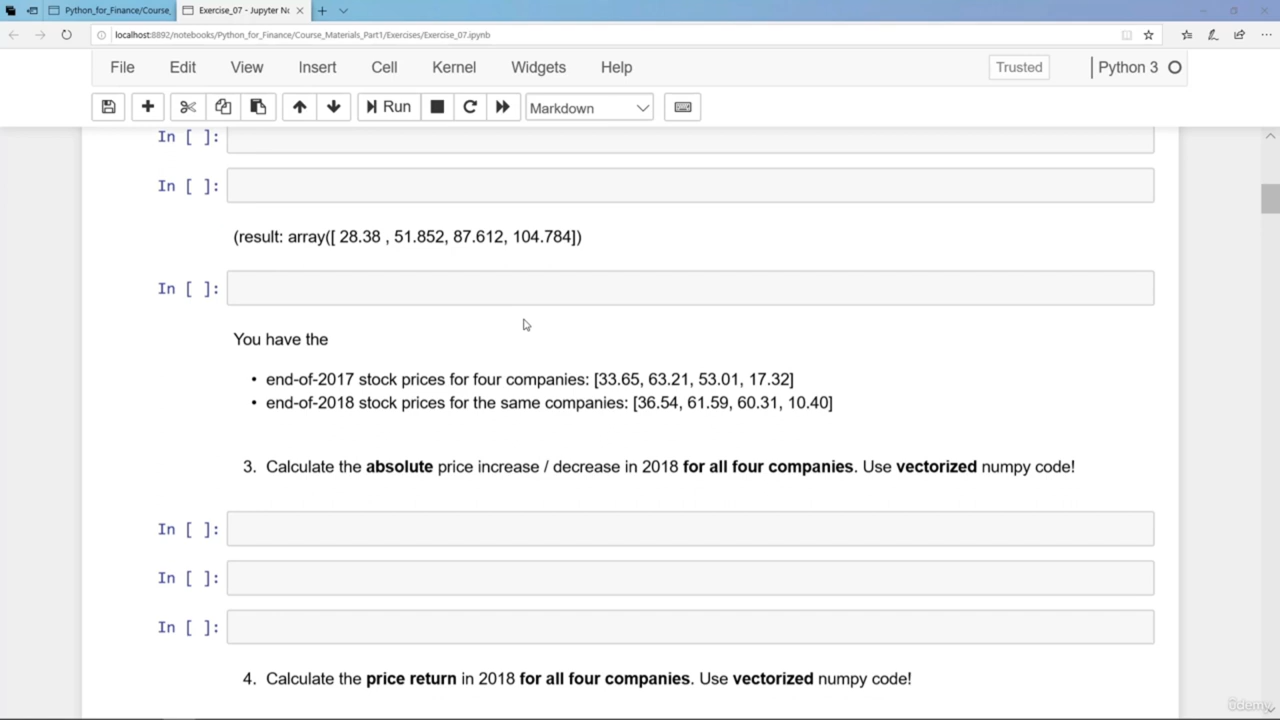 Python_for_Finance/Course_
Exercise_07 - Jupyter No
localhost:8892/notebooks/Python_for_Finance/Course_Materials_Part1/Exercises/Exercise_07.ipynb
File Edit View Insert Cell Kernel Widgets Help Trusted Python 3
Run Markdown
In [ ]:
In [ ]:
(result: array([ 28.38 , 51.852, 87.612, 104.784])
In [ ]:
You have the
• end-of-2017 stock prices for four companies: [33.65, 63.21, 53.01, 17.32]
• end-of-2018 stock prices for the same companies: [36.54, 61.59, 60.31, 10.40]
3. Calculate the absolute price increase / decrease in 2018 for all four companies. Use vectorized numpy code!
In [ ]:
In [ ]:
In [ ]:
4. Calculate the price return in 2018 for all four companies. Use vectorized numpy code!
ûdemy